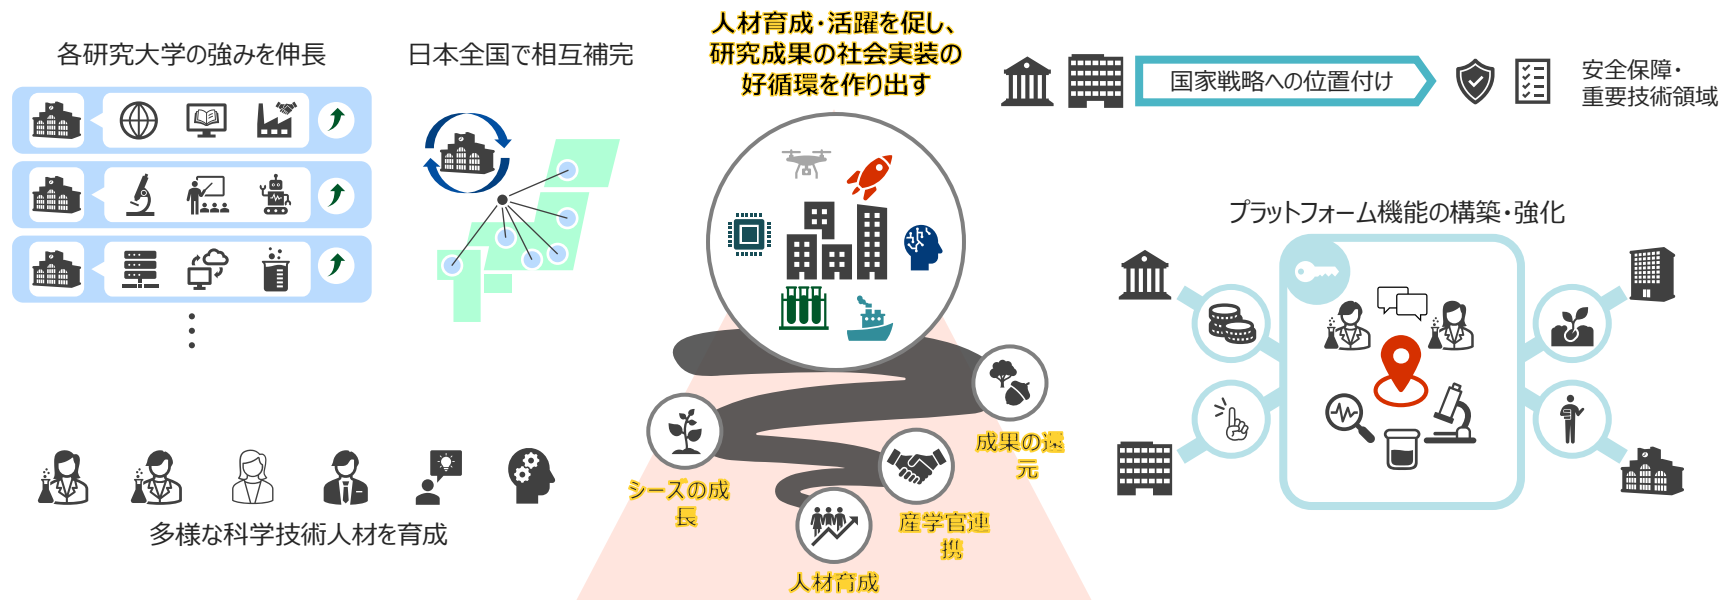 各研究大学の強みを伸長
日本全国で相互補完
人材育成・活躍を促し、
研究成果の社会実装の
好循環を作り出す
国家戦略への位置付け
安全保障・
重要技術領域
プラットフォーム機能の構築・強化
成果の還
元
シーズの成
長
産学官連
携
人材育成
多様な科学技術人材を育成